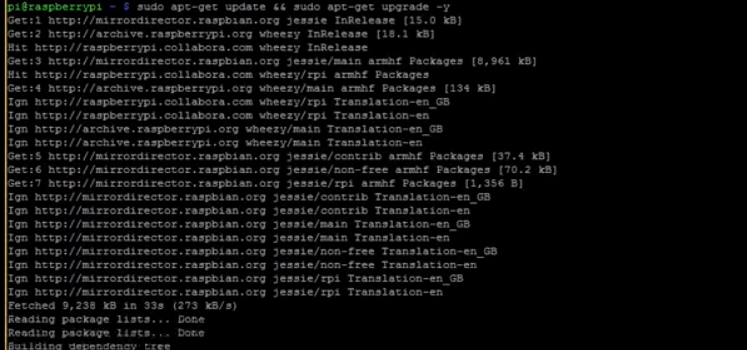 pi@raspberrypi ~ $ sudo apt-get update && sudo apt-get upgrade -y
Get:1 http://mirrordirector.raspbian.org jessie InRelease [15.0 kB]
Get:2 http://archive.raspberrypi.org wheezy InRelease [18.1 kB]
Hit http://raspberrypi.collabora.com wheezy InRelease
Get:3 http://mirrordirector.raspbian.org jessie/main armhf Packages [8,961 kB]
Hit http://raspberrypi.collabora.com wheezy/rpi armhf Packages
Get:4 http://archive.raspberrypi.org wheezy/main armhf Packages [134 kB]
Ign http://raspberrypi.collabora.com wheezy/rpi Translation-en_GB
Ign http://raspberrypi.collabora.com wheezy/rpi Translation-en
Ign http://archive.raspberrypi.org wheezy/main Translation-en_GB
Ign http://archive.raspberrypi.org wheezy/main Translation-en
Get:5 http://mirrordirector.raspbian.org jessie/contrib armhf Packages [37.4 kB]
Get:6 http://mirrordirector.raspbian.org jessie/non-free armhf Packages [70.2 kB]
Get:7 http://mirrordirector.raspbian.org jessie/rpi armhf Packages [1,356 B]
Ign http://mirrordirector.raspbian.org jessie/contrib Translation-en_GB
Ign http://mirrordirector.raspbian.org jessie/contrib Translation-en
Ign http://mirrordirector.raspbian.org jessie/main Translation-en_GB
Ign http://mirrordirector.raspbian.org jessie/main Translation-en
Ign http://mirrordirector.raspbian.org jessie/non-free Translation-en_GB
Ign http://mirrordirector.raspbian.org jessie/non-free Translation-en
Ign http://mirrordirector.raspbian.org jessie/rpi Translation-en_GB
Ign http://mirrordirector.raspbian.org jessie/rpi Translation-en
Fetched 9,238 kB in 33s (273 kB/s)
Reading package lists... Done
Reading package lists... Done
Building dependency tree